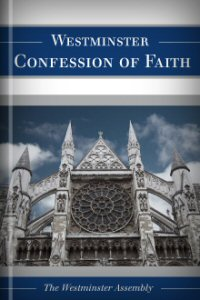 Westminster
Confession of Faith
The Westminster Assembly